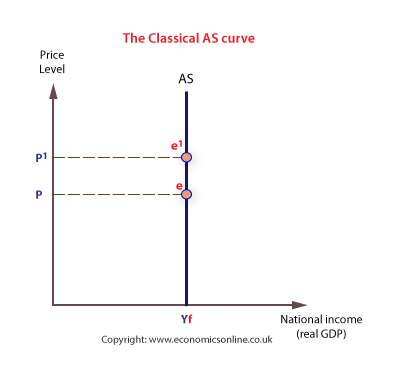 The Classical AS curve
Price
Level
AS
e1
P1
e
P
Yf
National income
(real GDP)
Copyright: www.economicsonline.co.uk